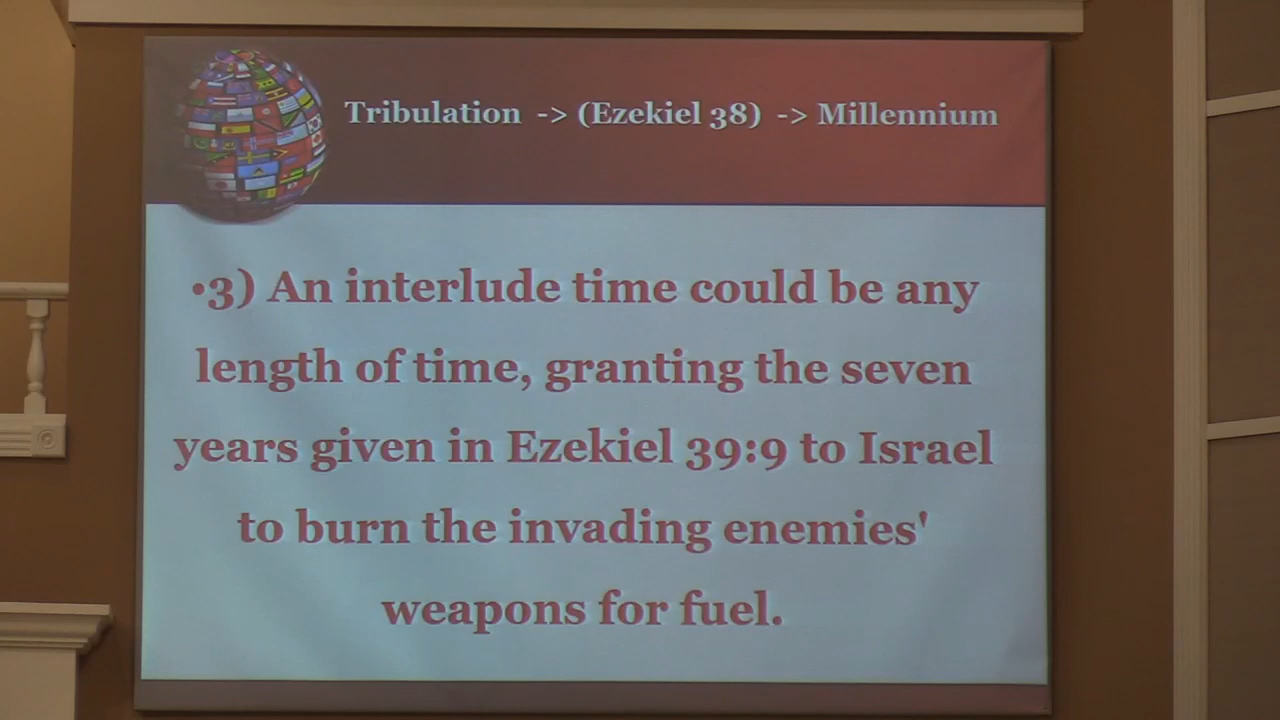 Tribulation -> (Ezekiel 38) -> Millennium
•3) An interlude time could be any
length of time, granting the seven
years given in Ezekiel 39:9 to Israel
to burn the invading enemies'
weapons for fuel.